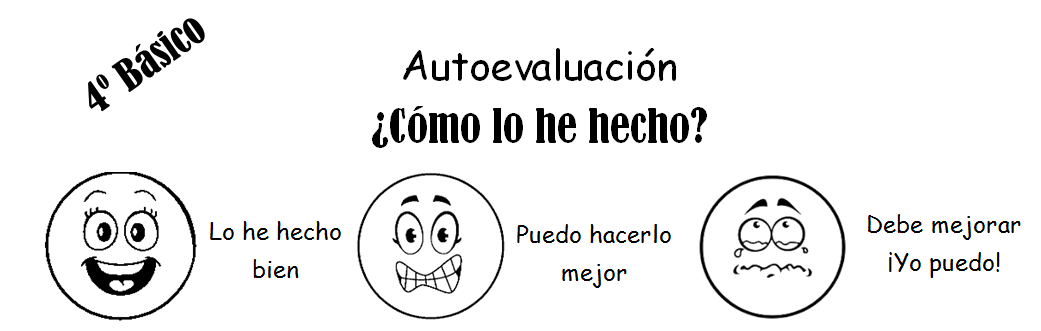 4º Básico
Autoevaluación
¿Cómo lo he hecho?
Lo he hecho
bien
Puedo hacerlo
mejor
Debe mejorar
¡Yo puedo!